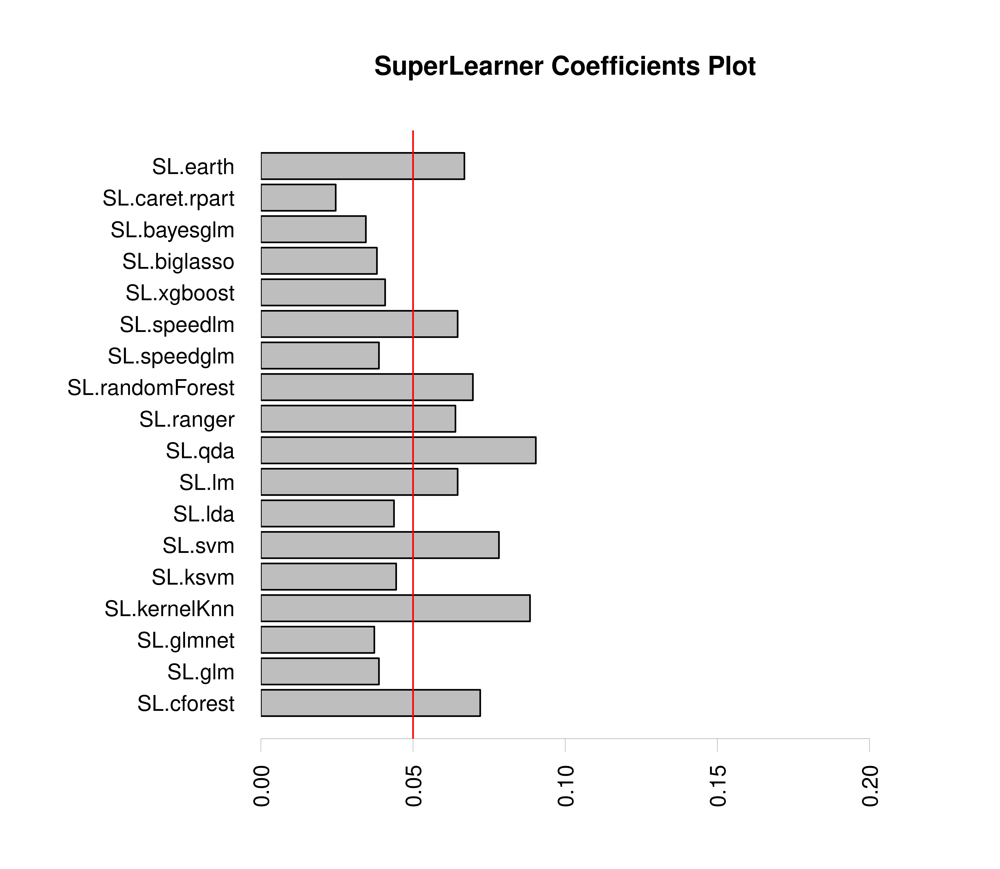 SuperLearner Coefficients Plot
SL.earth
SL.caret.rpart
SL.bayesglm
SL.biglasso
SL.xgboost
SL.speedlm
SL.speedglm
SL.randomForest
SL.ranger
SL.qda
SL.lm
SL.lda
SL.svm
SL.ksvm
SL.kernelKnn
SL.glmnet
SL.glm
SL.cforest
0.00
0.05
0.10
0.15
0.20